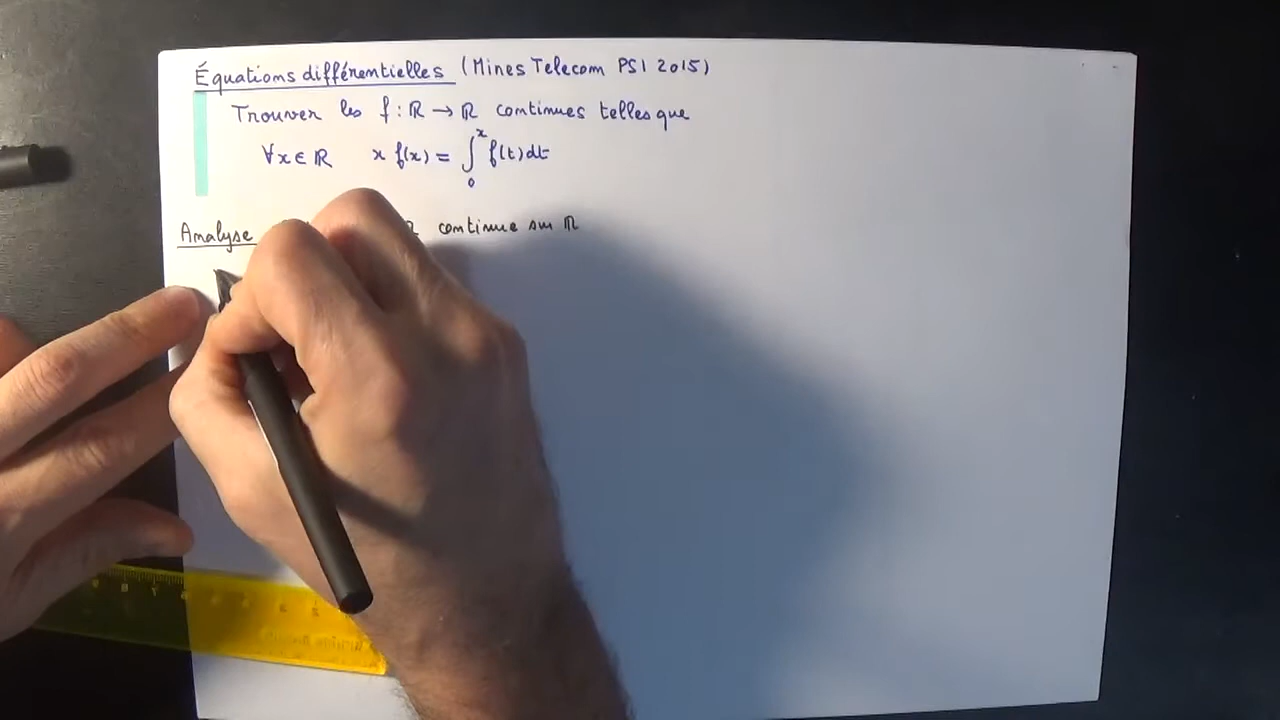 Équations différentielles (Mines Telecom PSI 2015)
Trouver les f : ℝ → ℝ continues telles que
∀x ∈ ℝ x f(x) = ∫₀ˣ f(t)dt
Analyse continue sur ℝ